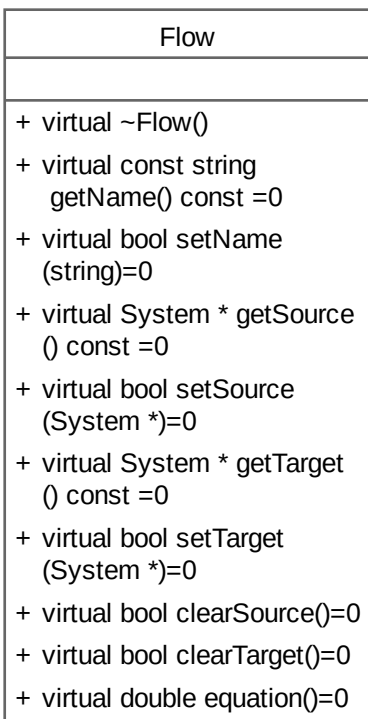 Flow
+ virtual ~Flow()
+ virtual const string
getName() const =0
+ virtual bool setName
(string)=0
+ virtual System * getSource
() const =0
+ virtual bool setSource
(System *)=0
+ virtual System * getTarget
() const =0
+ virtual bool setTarget
(System *)=0
+ virtual bool clearSource()=0
+ virtual bool clearTarget()=0
+ virtual double equation()=0